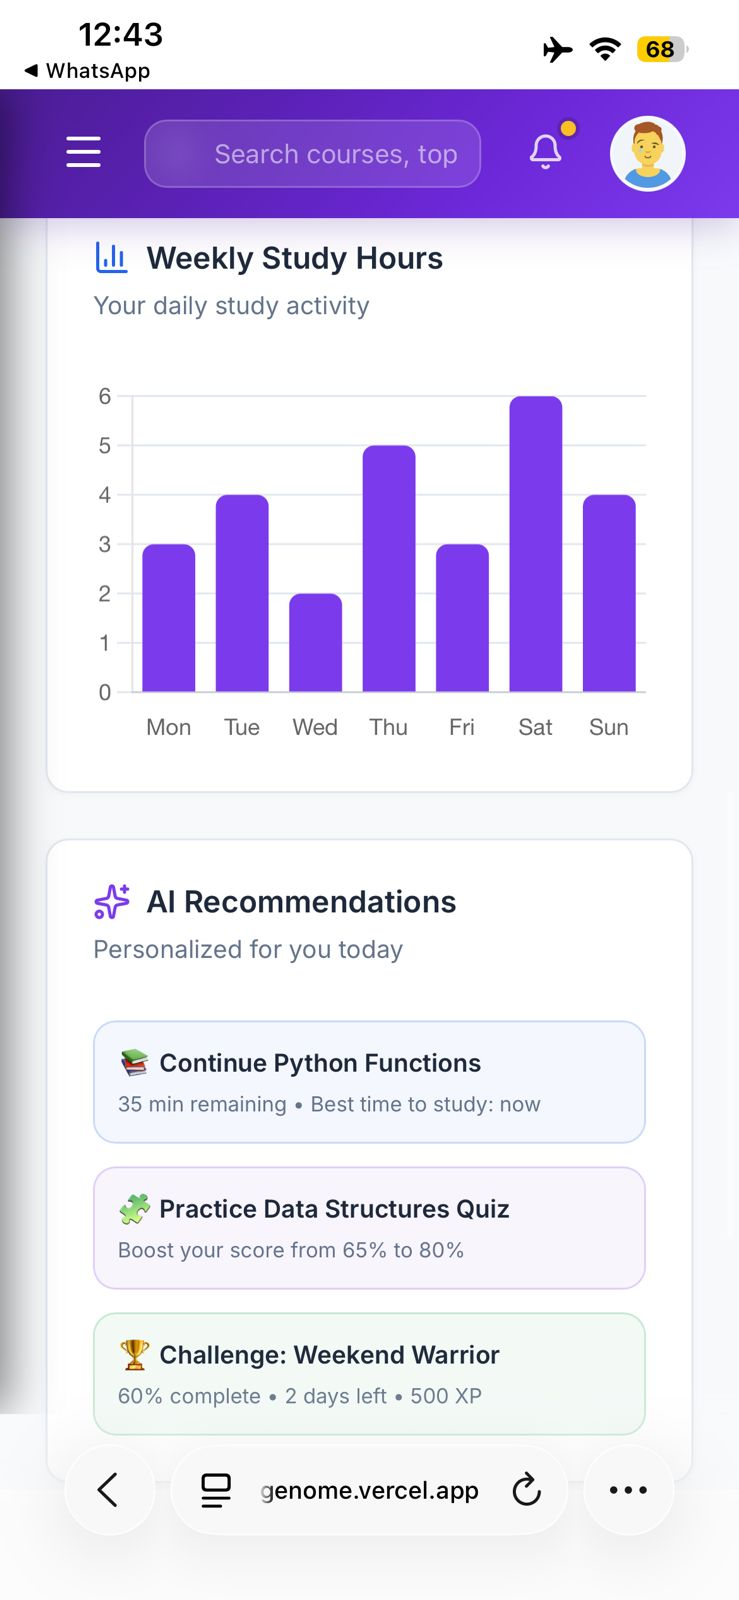 12:43
68
◀ WhatsApp
Search courses, top
Weekly Study Hours
Your daily study activity
6
5
4
3
2
1
0
Mon Tue Wed Thu Fri Sat Sun
AI Recommendations
Personalized for you today
📚 Continue Python Functions
35 min remaining • Best time to study: now
🧩 Practice Data Structures Quiz
Boost your score from 65% to 80%
🏆 Challenge: Weekend Warrior
60% complete • 2 days left • 500 XP
genome.vercel.app